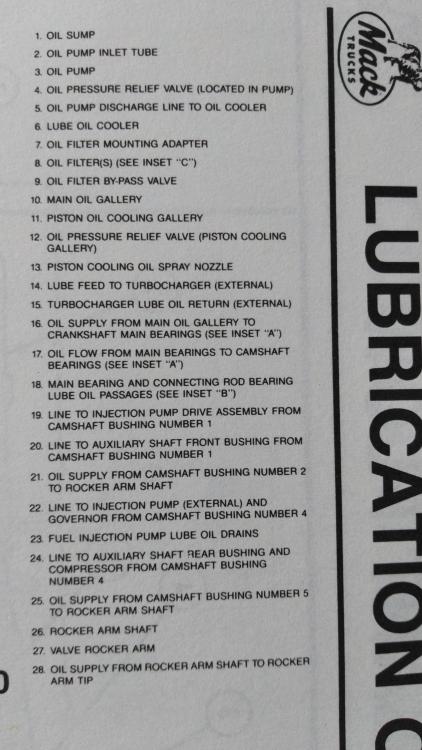 1. OIL SUMP
2. OIL PUMP INLET TUBE
3. OIL PUMP
4. OIL PRESSURE RELIEF VALVE (LOCATED IN PUMP)
5. OIL PUMP DISCHARGE LINE TO OIL COOLER
6. LUBE OIL COOLER
7. OIL FILTER MOUNTING ADAPTER
8. OIL FILTER(S) (SEE INSET "C")
9. OIL FILTER BY-PASS VALVE
10. MAIN OIL GALLERY
11. PISTON OIL COOLING GALLERY
12. OIL PRESSURE RELIEF VALVE (PISTON COOLING
GALLERY)
13. PISTON COOLING OIL SPRAY NOZZLE
14. LUBE FEED TO TURBOCHARGER (EXTERNAL)
15. TURBOCHARGER LUBE OIL RETURN (EXTERNAL)
16. OIL SUPPLY FROM MAIN OIL GALLERY TO
CRANKSHAFT MAIN BEARINGS (SEE INSET "A")
17. OIL FLOW FROM MAIN BEARINGS TO CAMSHAFT
BEARINGS (SEE INSET "A")
18. MAIN BEARING AND CONNECTING ROD BEARING
LUBE OIL PASSAGES (SEE INSET "B")
19. LINE TO INJECTION PUMP DRIVE ASSEMBLY FROM
CAMSHAFT BUSHING NUMBER 1
20. LINE TO AUXILIARY SHAFT FRONT BUSHING FROM
CAMSHAFT BUSHING NUMBER 1
21. OIL SUPPLY FROM CAMSHAFT BUSHING NUMBER 2
TO ROCKER ARM SHAFT
22. LINE TO INJECTION PUMP (EXTERNAL) AND
GOVERNOR FROM CAMSHAFT BUSHING NUMBER 4
23. FUEL INJECTION PUMP LUBE OIL DRAINS
24. LINE TO AUXILIARY SHAFT REAR BUSHING AND
COMPRESSOR FROM CAMSHAFT BUSHING
NUMBER 4
25. OIL SUPPLY FROM CAMSHAFT BUSHING NUMBER 5
TO ROCKER ARM SHAFT
26. ROCKER ARM SHAFT
27. VALVE ROCKER ARM
28. OIL SUPPLY FROM ROCKER ARM SHAFT TO ROCKER
ARM TIP
Mack
TRUCKS
LUBRICATION